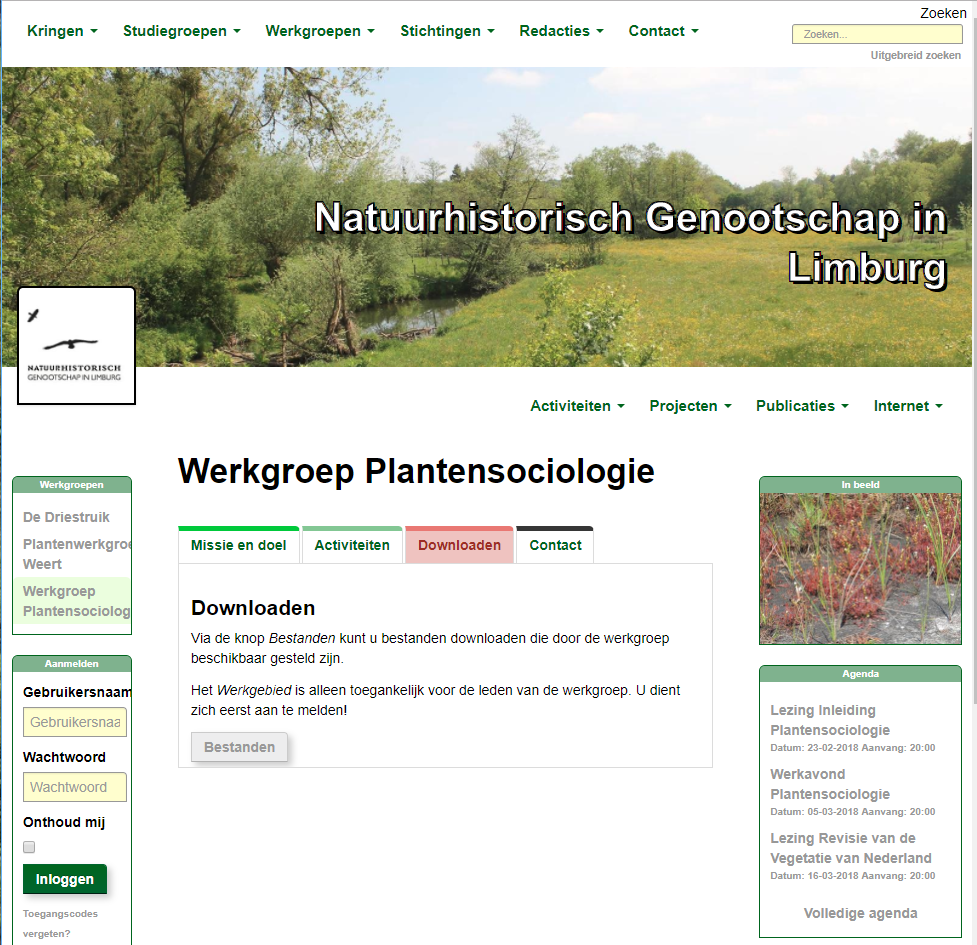 Zoeken
Kringen
Studiegroepen
Werkgroepen
Stichtingen
Redacties
Contact
Zoeken...
Uitgebreid zoeken
Natuurhistorisch Genootschap in
Limburg
NATUURHISTORISCH
GENOOTSCHAP IN LIMBURG
Activiteiten
Projecten
Publicaties
Internet
Werkgroepen
De Driestruik
Plantenwerkgroe
Weert
Werkgroep
Plantensociolog
Aanmelden
Gebruikersnaam
Gebruikersnaa
Wachtwoord
Wachtwoord
Onthoud mij
Inloggen
Toegangscodes
vergeten?
Werkgroep Plantensociologie
Missie en doel
Activiteiten
Downloaden
Contact
Downloaden
Via de knop Bestanden kunt u bestanden downloaden die door de werkgroep
beschikbaar gesteld zijn.
Het Werkgebied is alleen toegankelijk voor de leden van de werkgroep. U dient
zich eerst aan te melden!
Bestanden
In beeld
Agenda
Lezing Inleiding
Plantensociologie
Datum: 23-02-2018 Aanvang: 20:00
Werkavond
Plantensociologie
Datum: 05-03-2018 Aanvang: 20:00
Lezing Revisie van de
Vegetatie van Nederland
Datum: 16-03-2018 Aanvang: 20:00
Volledige agenda